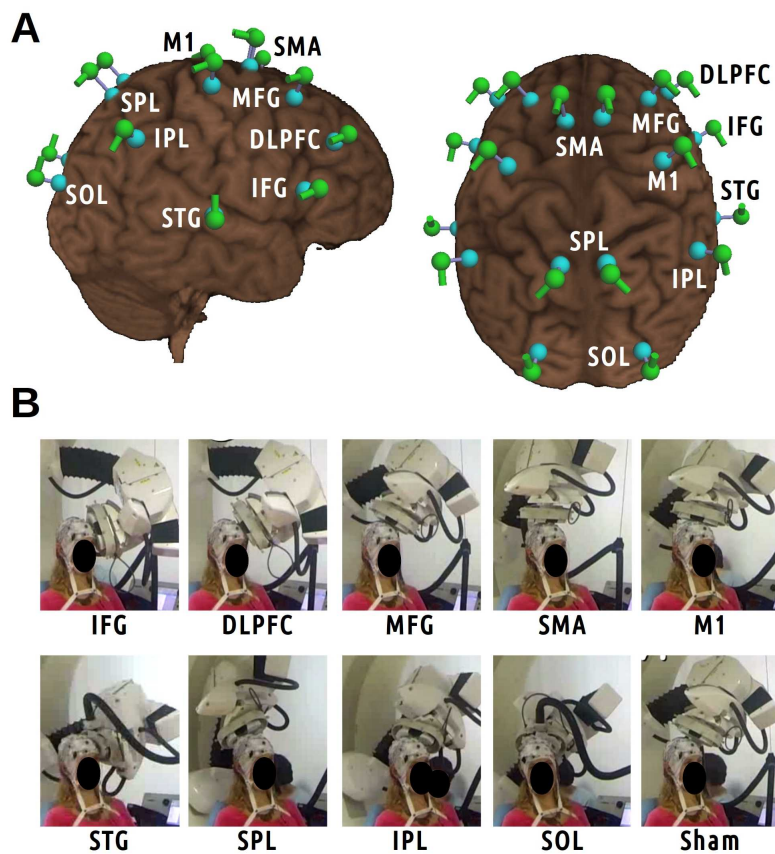 A
M1
SMA
SPL
MFG
IPL
DLPFC
IFG
SOL
STG
DLPFC
MFG
IFG
SMA
M1
STG
SPL
IPL
SOL
B
IFG
DLPFC
MFG
SMA
M1
STG
SPL
IPL
SOL
Sham